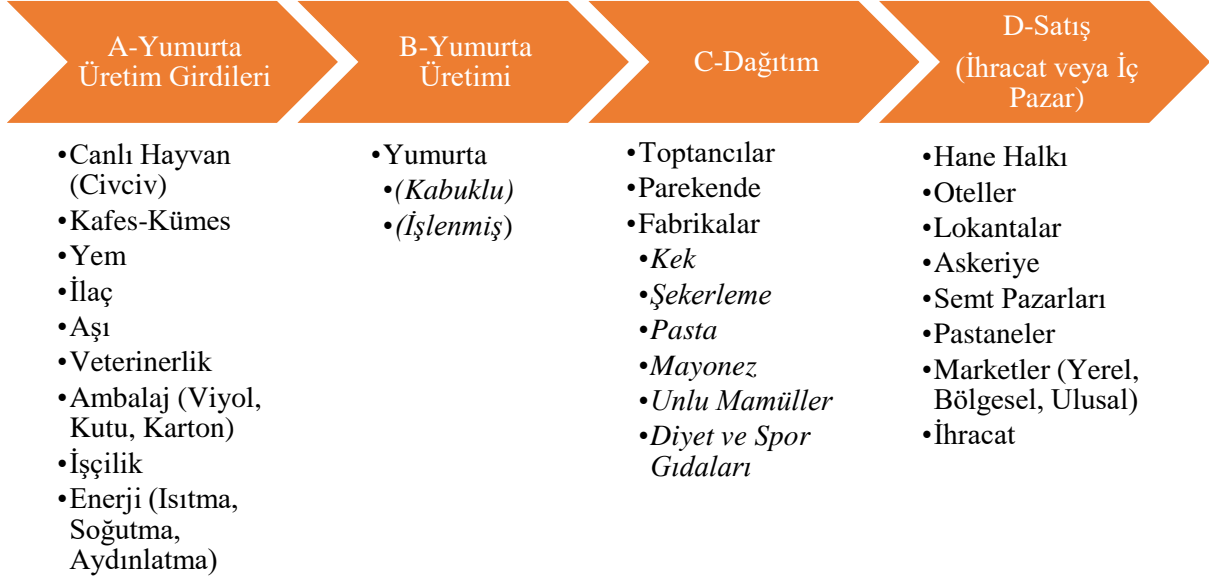 A-Yumurta
Üretim Girdileri
•Canlı Hayvan
(Civciv)
•Kafes-Kümes
•Yem
•İlaç
•Aşı
•Veterinerlik
•Ambalaj (Viyol,
Kutu, Karton)
•İşçilik
•Enerji (Isıtma,
Soğutma,
Aydınlatma)
B-Yumurta
Üretimi
•Yumurta
•(Kabuklu)
•(İşlenmiş)
C-Dağıtım
•Toptancılar
•Parekende
•Fabrikalar
•Kek
•Şekerleme
•Pasta
•Mayonez
•Unlu Mamüller
•Diyet ve Spor
Gıdaları
D-Satış
(İhracat veya İç
Pazar)
•Hane Halkı
•Oteller
•Lokantalar
•Askeriye
•Semt Pazarları
•Pastaneler
•Marketler (Yerel,
Bölgesel, Ulusal)
•İhracat